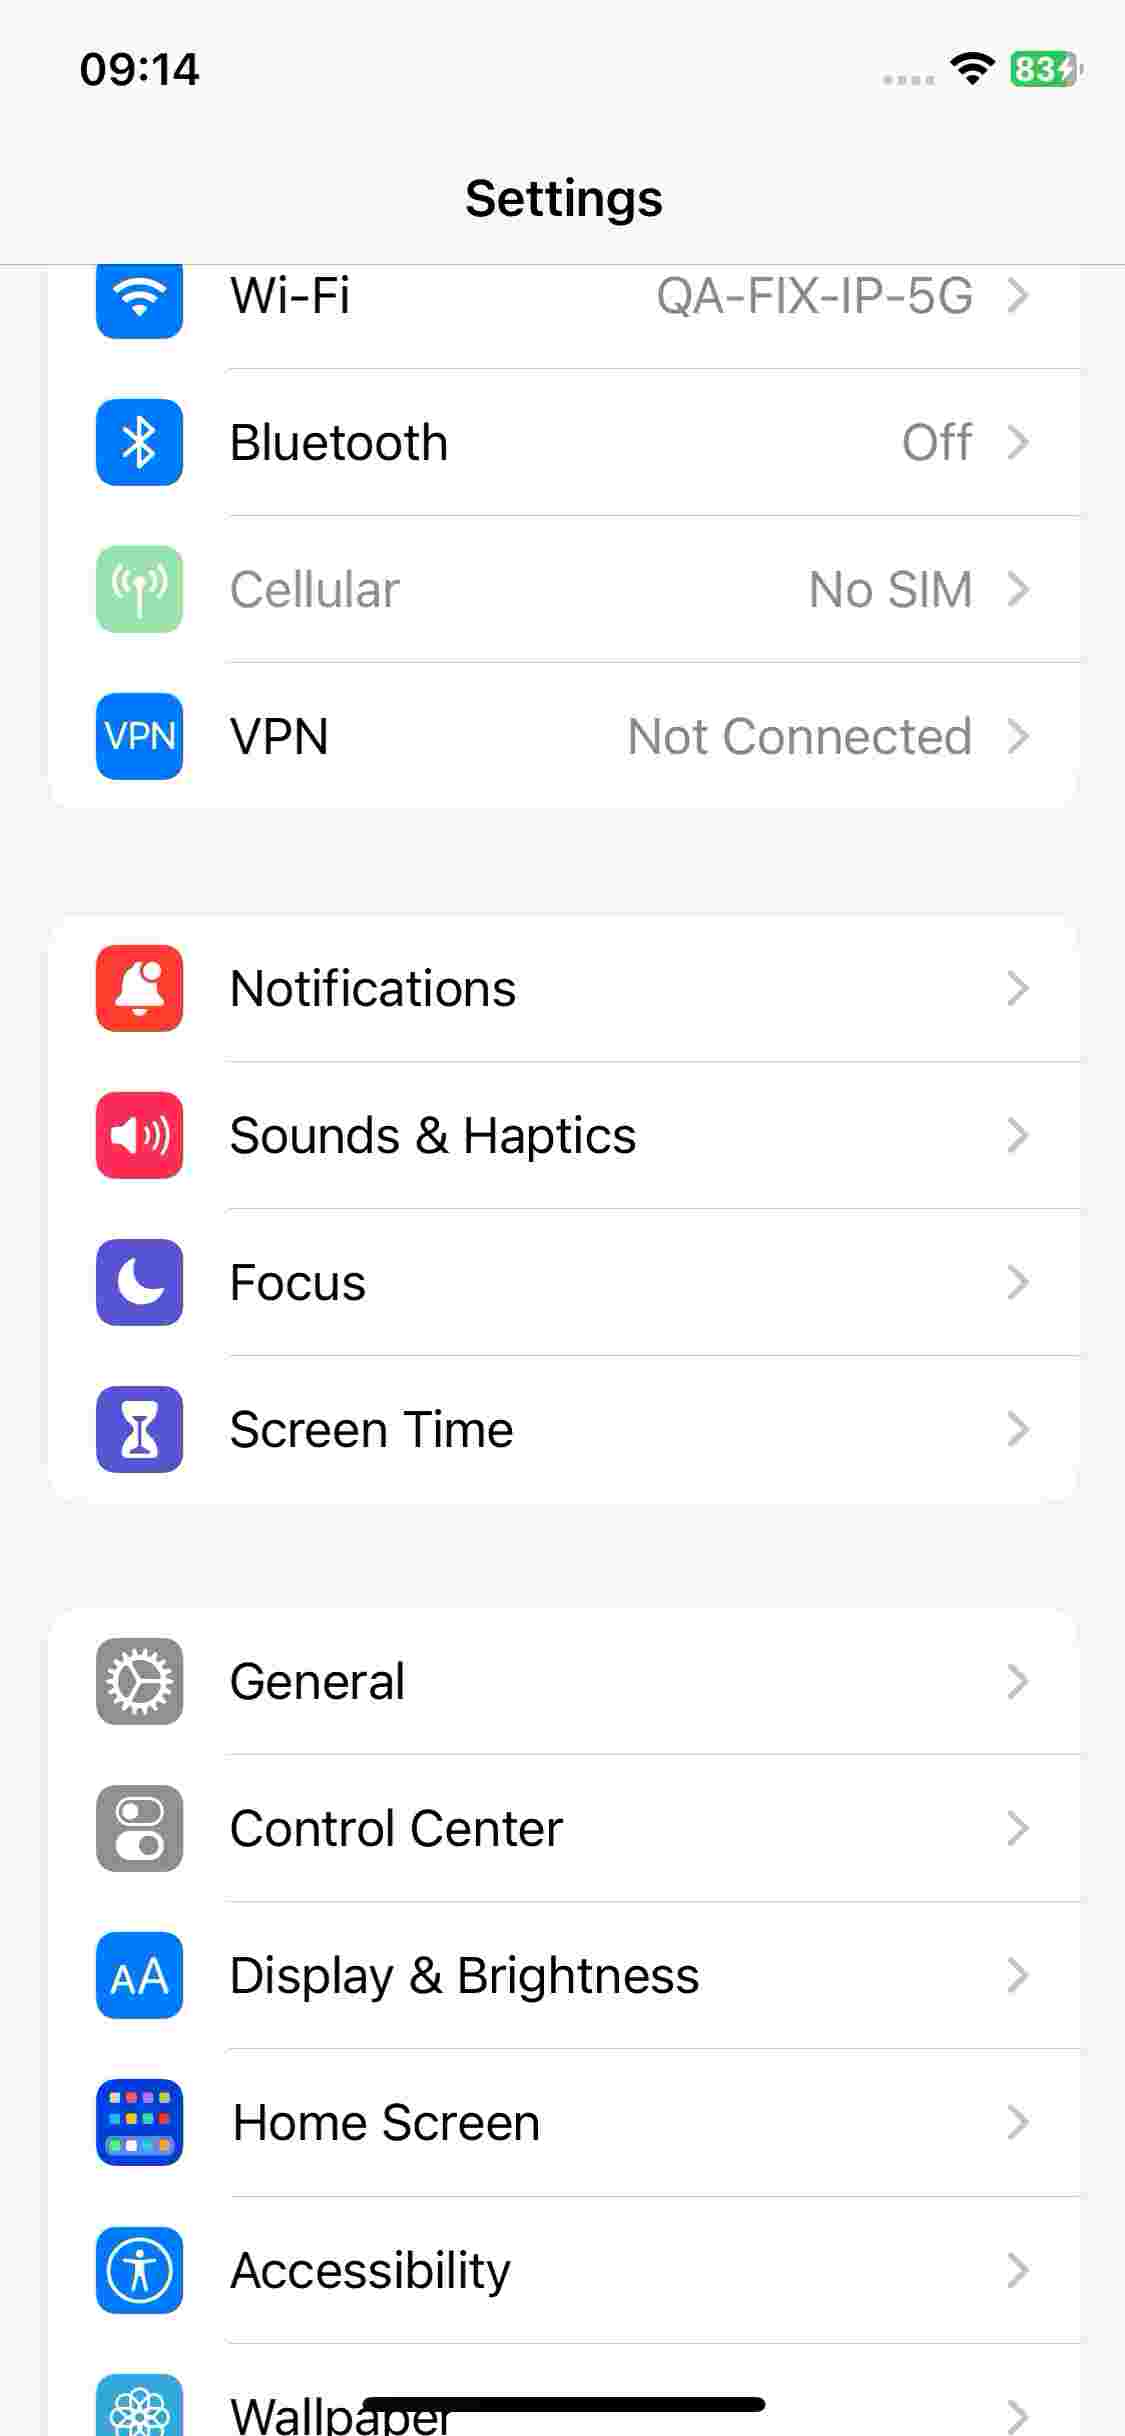 09:14
83
Settings
Wi-Fi
QA-FIX-IP-5G
Bluetooth
Off
Cellular
No SIM
VPN
VPN
Not Connected
Notifications
Sounds & Haptics
Focus
Screen Time
General
Control Center
AA
Display & Brightness
Home Screen
Accessibility
Wallpaper